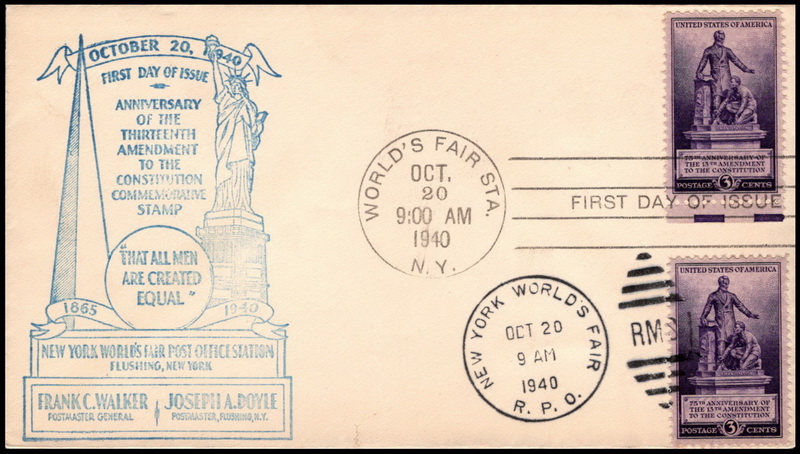 OCTOBER 20, 1940
FIRST DAY OF ISSUE
ANNIVERSARY
OF THE
THIRTEENTH
AMENDMENT
TO THE
CONSTITUTION
COMMEMORATIVE
STAMP
"THAT ALL MEN
ARE CREATED
EQUAL"
1865 1940
NEW YORK WORLD'S FAIR POST OFFICE STATION
FLUSHING, NEW YORK
FRANK C. WALKER
POSTMASTER GENERAL
JOSEPH A. DOYLE
POSTMASTER, FLUSHING, N.Y.
WORLD'S FAIR STA.
OCT.
20
9:00 AM
1940
N.Y.
FIRST DAY OF ISSUE
NEW YORK WORLD'S FAIR
OCT 20
9 AM
1940
R. P. O.
RMS
UNITED STATES OF AMERICA
75TH ANNIVERSARY OF
THE 13TH AMENDMENT
TO THE CONSTITUTION
POSTAGE 3 CENTS
UNITED STATES OF AMERICA
75TH ANNIVERSARY OF
THE 13TH AMENDMENT
TO THE CONSTITUTION
POSTAGE 3 CENTS